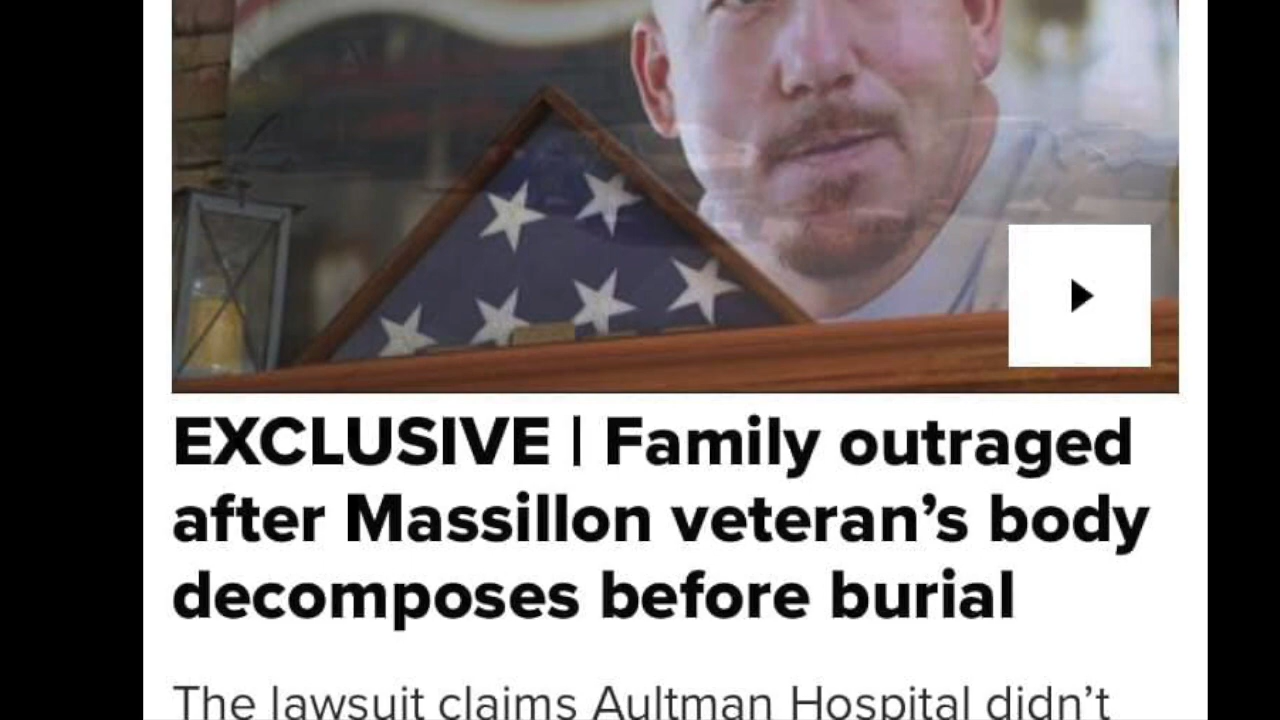 EXCLUSIVE | Family outraged
after Massillon veteran’s body
decomposes before burial
The lawsuit claims Aultman Hospital didn’t